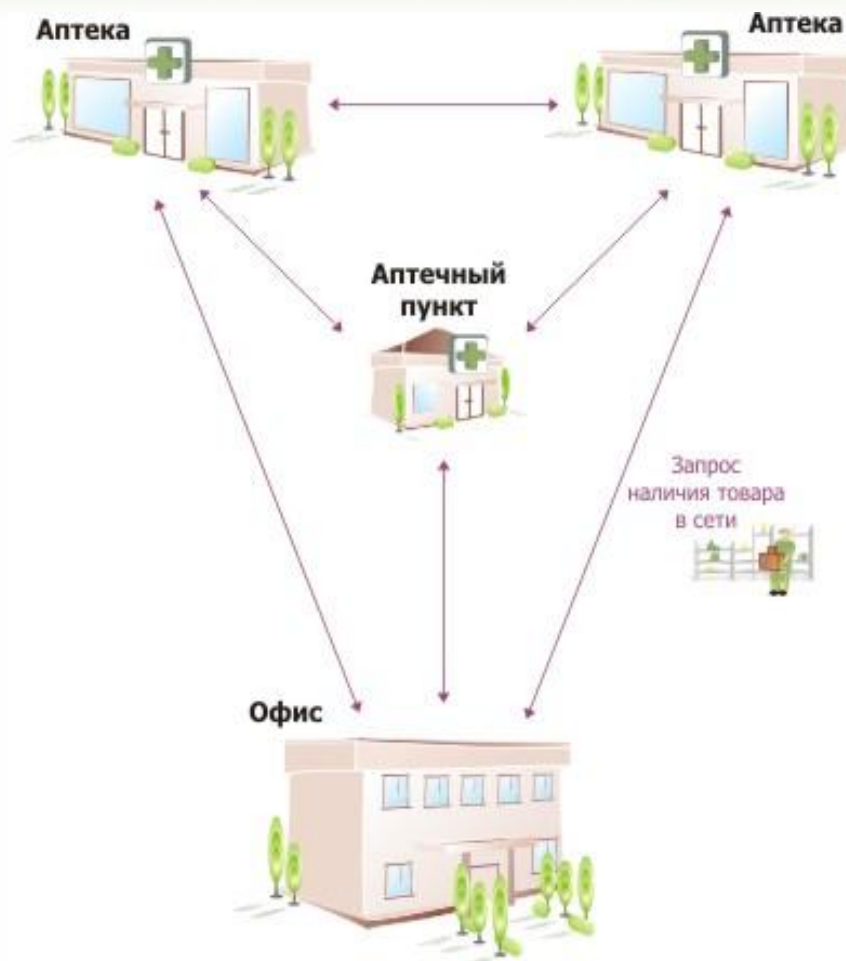 Аптека
Аптека
Аптечный
пункт
Запрос
наличия товара
в сети
Офис